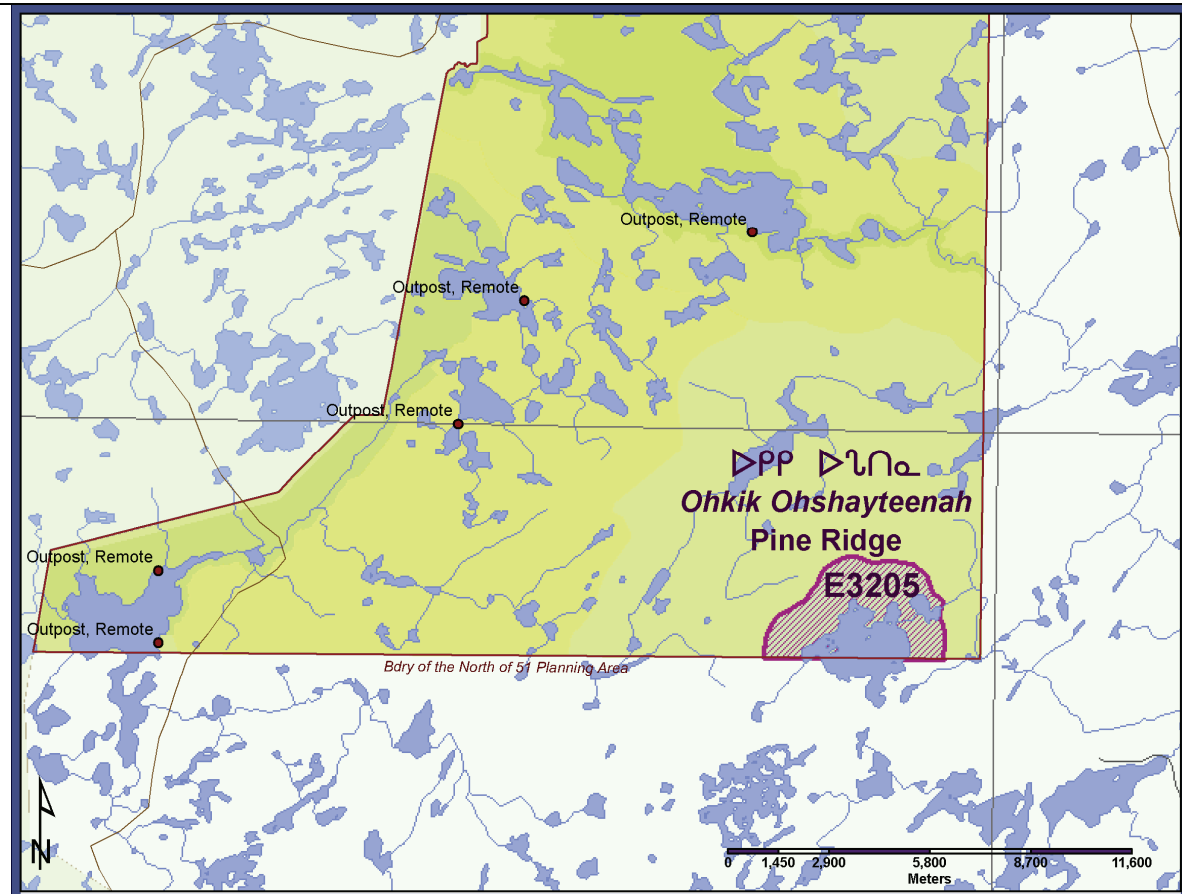 Outpost, Remote
Outpost, Remote
Outpost, Remote
ᐅᑭᑭ ᐅᔐᑎᓇ
Ohkik Ohshayteenah
Pine Ridge
Outpost, Remote
E3205
Outpost, Remote
Bdry of the North of 51 Planning Area
N
0 1,450 2,900 5,800 8,700 11,600
Meters